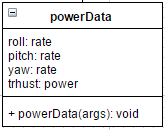 powerData
roll: rate
pitch: rate
yaw: rate
trhust: power
+ powerData(args): void